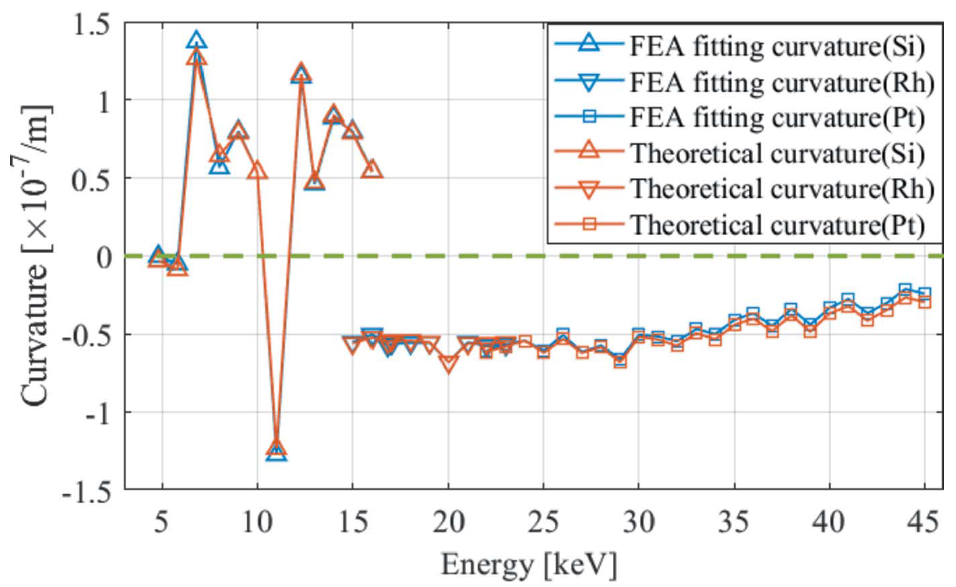 1.5
1
0.5
0
-0.5
-1
-1.5
Curvature [×10⁻⁷/m]
FEA fitting curvature(Si)
FEA fitting curvature(Rh)
FEA fitting curvature(Pt)
Theoretical curvature(Si)
Theoretical curvature(Rh)
Theoretical curvature(Pt)
5 10 15 20 25 30 35 40 45
Energy [keV]